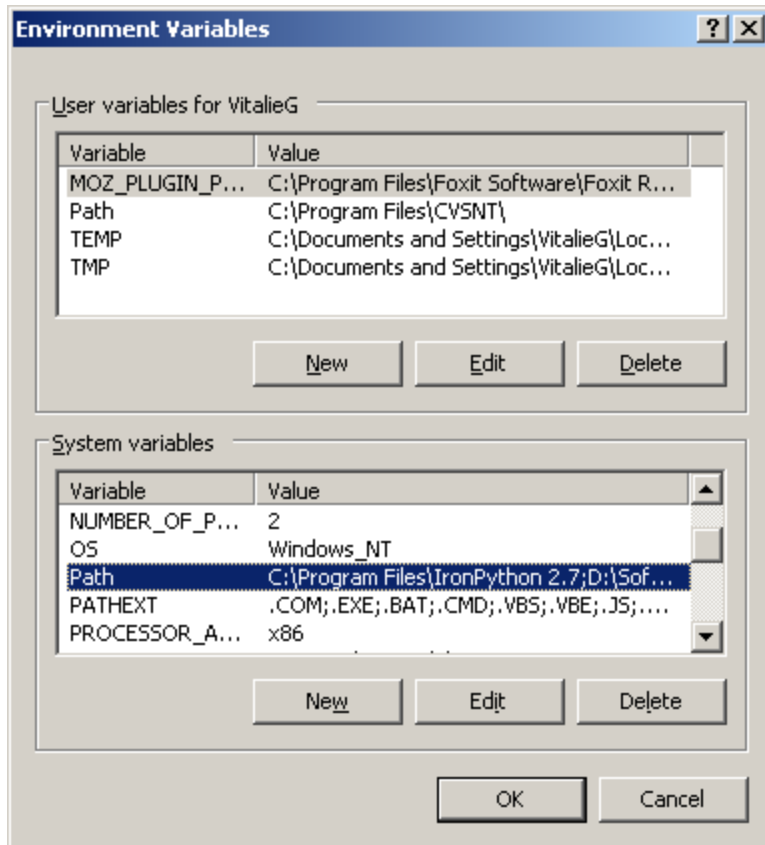 Environment Variables
User variables for VitalieG
Variable Value
MOZ_PLUGIN_P... C:\Program Files\Foxit Software\Foxit R...
Path C:\Program Files\CVSNT\
TEMP C:\Documents and Settings\VitalieG\Loc...
TMP C:\Documents and Settings\VitalieG\Loc...
New Edit Delete
System variables
Variable Value
NUMBER_OF_P... 2
OS Windows_NT
Path C:\Program Files\IronPython 2.7;D:\Sof...
PATHEXT .COM;.EXE;.BAT;.CMD;.VBS;.VBE;.JS;....
PROCESSOR_A... x86
New Edit Delete
OK Cancel